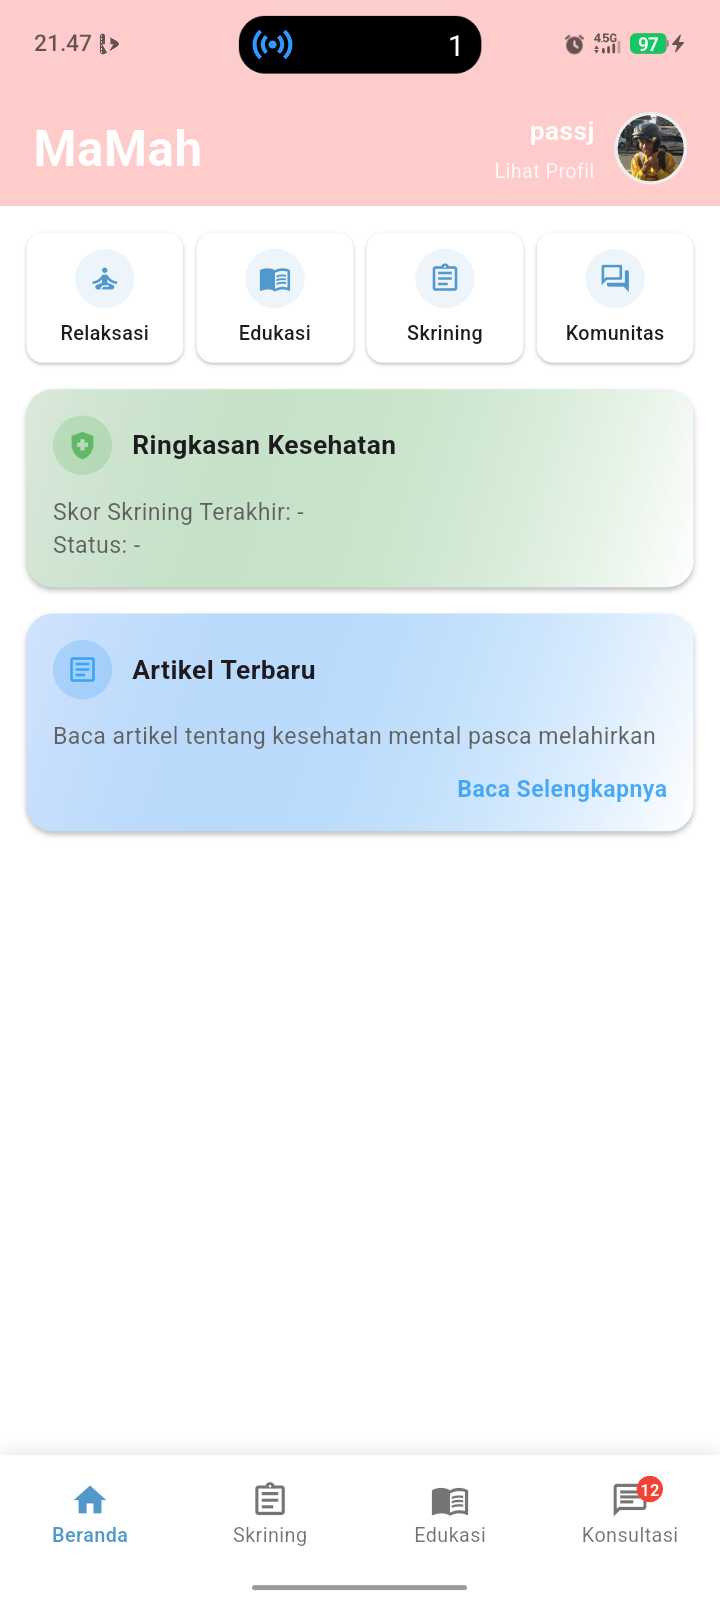 21.47
1
4.5G
97
MaMah
passj
Lihat Profil
Relaksasi
Edukasi
Skrining
Komunitas
Ringkasan Kesehatan
Skor Skrining Terakhir: -
Status: -
Artikel Terbaru
Baca artikel tentang kesehatan mental pasca melahirkan
Baca Selengkapnya
12
Beranda
Skrining
Edukasi
Konsultasi